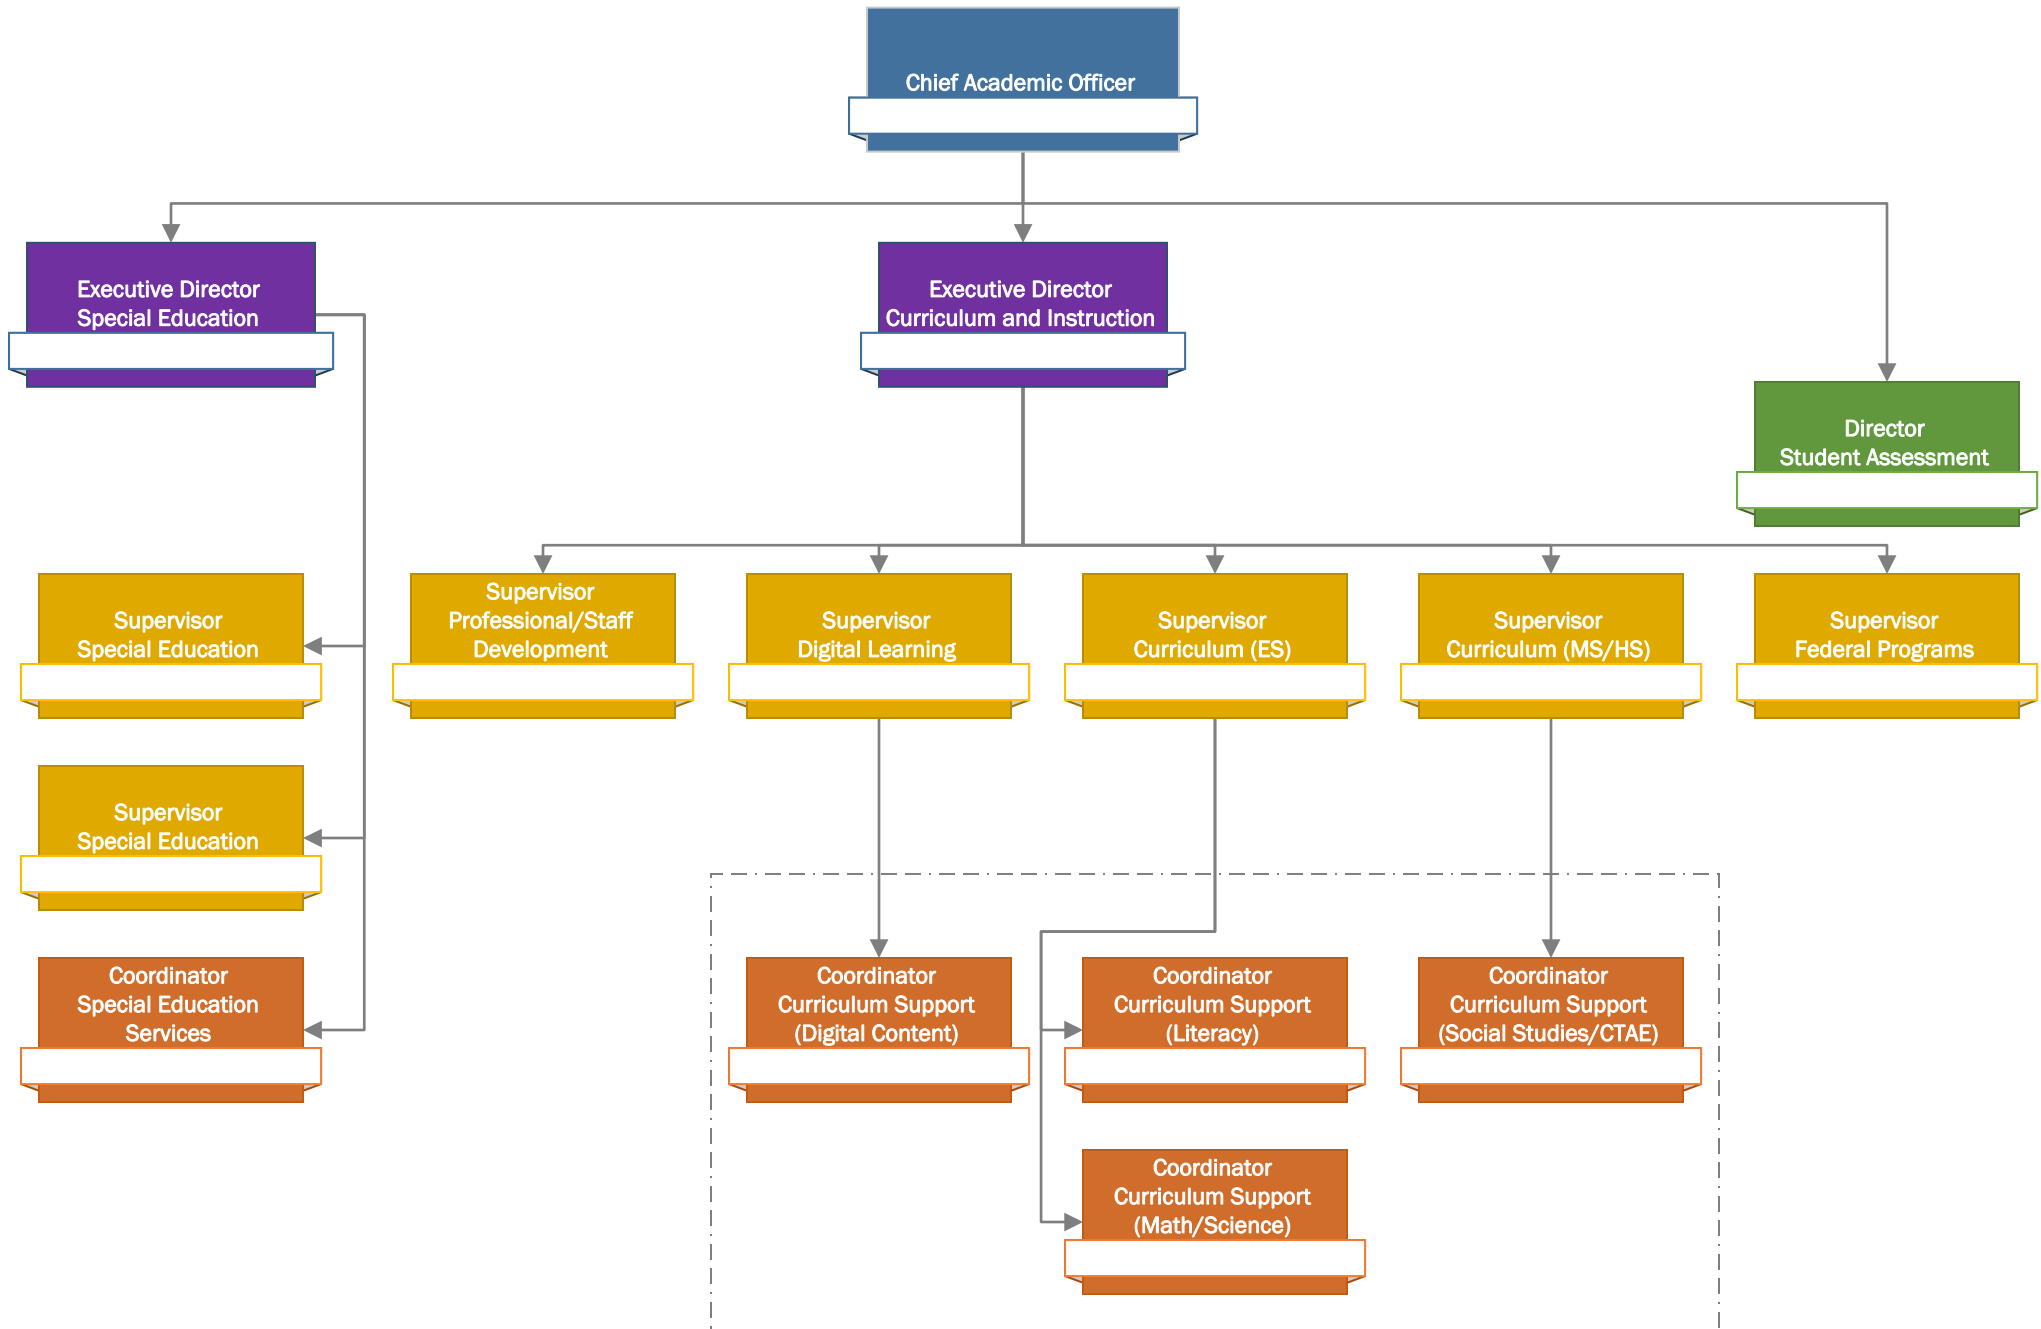 Chief Academic Officer
Executive Director
Special Education
Executive Director
Curriculum and Instruction
Director
Student Assessment
Supervisor
Special Education
Supervisor
Professional/Staff
Development
Supervisor
Digital Learning
Supervisor
Curriculum (ES)
Supervisor
Curriculum (MS/HS)
Supervisor
Federal Programs
Supervisor
Special Education
Coordinator
Special Education
Services
Coordinator
Curriculum Support
(Digital Content)
Coordinator
Curriculum Support
(Literacy)
Coordinator
Curriculum Support
(Social Studies/CTAE)
Coordinator
Curriculum Support
(Math/Science)